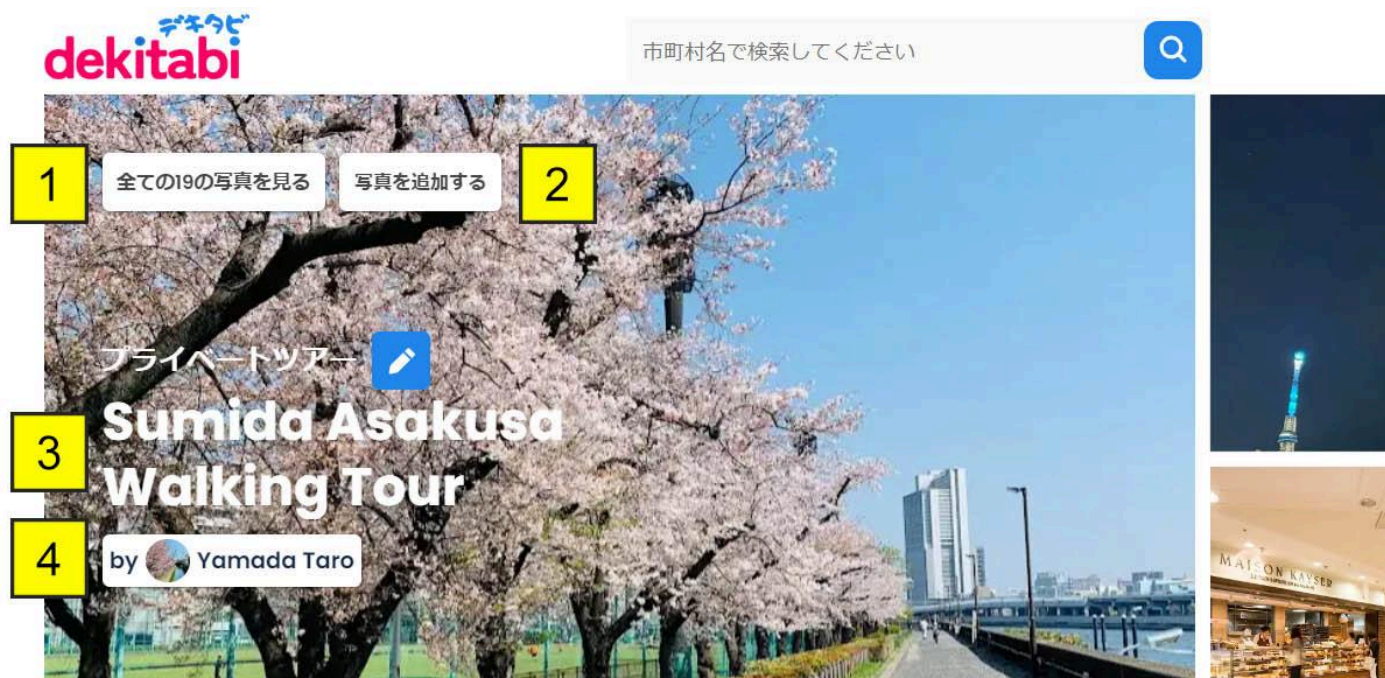 デキタビ
dekitabi
市町村名で検索してください
1
全ての19の写真を見る
写真を追加する
2
プライベートツアー
3
Sumida Asakusa
Walking Tour
4
by Yamada Taro
MAISON KAYSER